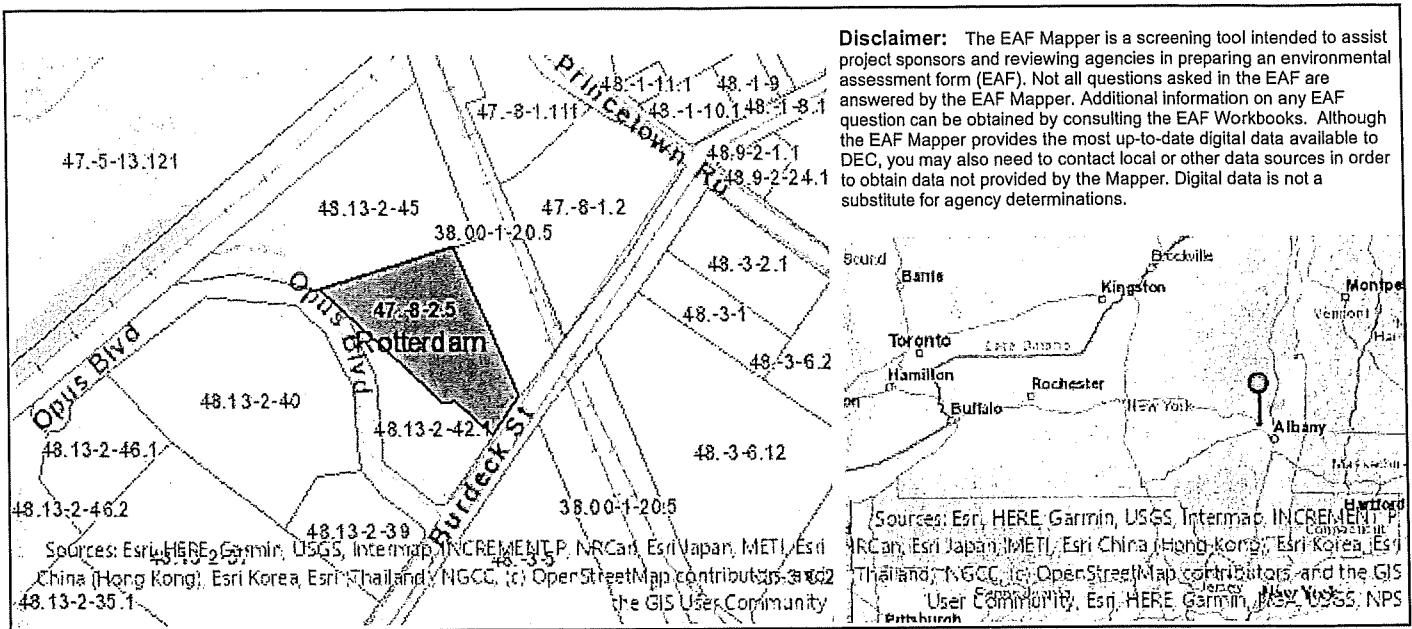 Disclaimer: The EAF Mapper is a screening tool intended to assist
project sponsors and reviewing agencies in preparing an environmental
assessment form (EAF). Not all questions asked in the EAF are
answered by the EAF Mapper. Additional information on any EAF
question can be obtained by consulting the EAF Workbooks. Although
the EAF Mapper provides the most up-to-date digital data available to
DEC, you may also need to contact local or other data sources in order
to obtain data not provided by the Mapper. Digital data is not a
substitute for agency determinations.
Princetown Rd
48.-1-11.1
48.-1-9
47.-8-1.111
48.-1-10.1
48.-1-8.1
47.-5-13.121
48.9-2-1.1
48.9-2-24.1
48.13-2-45
47.-8-1.2
38.00-1-20.5
48.-3-2.1
Opus Blvd
47.-8-2.5
Rotterdam
48.-3-1
48.-3-6.2
Opus Blvd
48.13-2-40
48.13-2-42.1
Burdeck St
48.13-2-46.1
48.-3-6.12
48.13-2-46.2
48.13-2-39
38.00-1-20.5
Sources: Esri, HERE, Garmin, USGS, Intermap, INCREMENT P, NRCan, Esri Japan, METI, Esri
China (Hong Kong), Esri Korea, Esri (Thailand), NGCC, (c) OpenStreetMap contributors, and
the GIS User Community
48.13-2-35.1
Sound
Barrie
Brockville
Kingston
Montpe
Vermont
Toronto
Lake Ontario
Hamilton
Rochester
Buffalo
New York
Albany
Hartford
Sources: Esri, HERE, Garmin, USGS, Intermap, INCREMENT P,
NRCan, Esri Japan, METI, Esri China (Hong Kong), Esri Korea, Esri
(Thailand), NGCC, (c) OpenStreetMap contributors, and the GIS
User Community, Esri, HERE, Garmin, USGS, NPS
Pittsburgh
New York